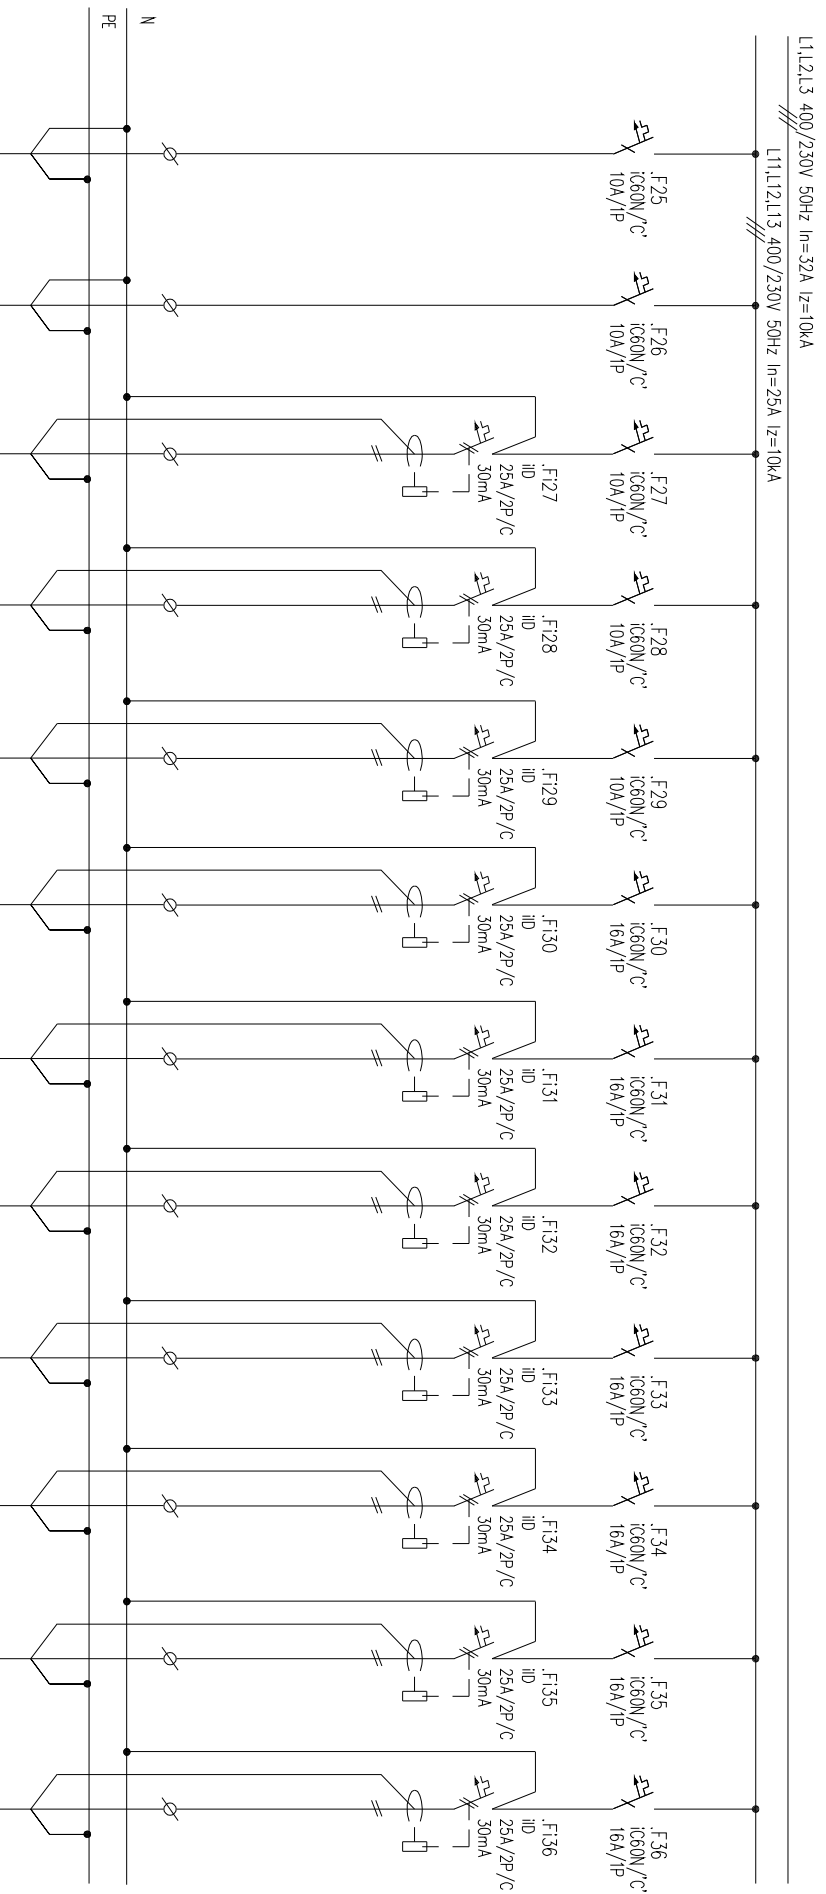 L1,L2,L3 400/230V 50Hz In=32A Iz=10kA
L11,L12,L13 400/230V 50Hz In=25A Iz=10kA
.F25
iC60N/'C'
10A/1P
.F26
iC60N/'C'
10A/1P
.F27
iC60N/'C'
10A/1P
.F28
iC60N/'C'
10A/1P
.F29
iC60N/'C'
10A/1P
.F30
iC60N/'C'
16A/1P
.F31
iC60N/'C'
16A/1P
.F32
iC60N/'C'
16A/1P
.F33
iC60N/'C'
16A/1P
.F34
iC60N/'C'
16A/1P
.F35
iC60N/'C'
16A/1P
.F36
iC60N/'C'
16A/1P
.Fi27
iID
25A/2P/C
30mA
.Fi28
iID
25A/2P/C
30mA
.Fi29
iID
25A/2P/C
30mA
.Fi30
iID
25A/2P/C
30mA
.Fi31
iID
25A/2P/C
30mA
.Fi32
iID
25A/2P/C
30mA
.Fi33
iID
25A/2P/C
30mA
.Fi34
iID
25A/2P/C
30mA
.Fi35
iID
25A/2P/C
30mA
.Fi36
iID
25A/2P/C
30mA
N
PE